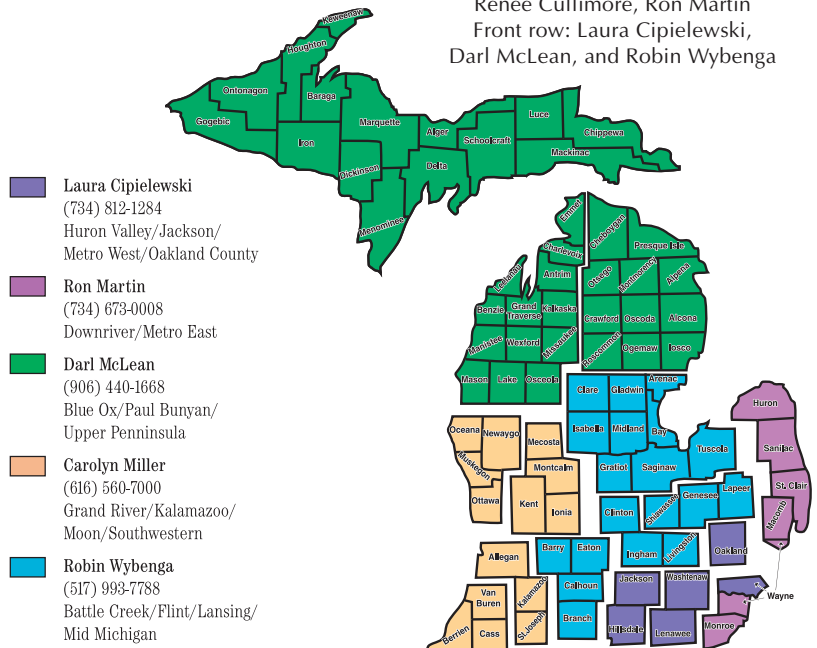 Renee Cullimore, Ron Martin
Front row: Laura Cipielewski,
Darl McLean, and Robin Wybenga
Laura Cipielewski
(734) 812-1284
Huron Valley/Jackson/
Metro West/Oakland County
Ron Martin
(734) 673-0008
Downriver/Metro East
Darl McLean
(906) 440-1668
Blue Ox/Paul Bunyan/
Upper Penninsula
Carolyn Miller
(616) 560-7000
Grand River/Kalamazoo/
Moon/Southwestern
Robin Wybenga
(517) 993-7788
Battle Creek/Flint/Lansing/
Mid Michigan
Keweenaw
Houghton
Ontonagon
Baraga
Gogebic
Marquette
Iron
Alger
Luce
Schoolcraft
Chippewa
Mackinac
Delta
Dickinson
Menominee
Emmet
Cheboygan
Presque Isle
Charlevoix
Antrim
Otsego
Montmorency
Alpena
Leelanau
Benzie
Grand
Traverse
Kalkaska
Crawford
Oscoda
Alcona
Manistee
Wexford
Missaukee
Roscommon
Ogemaw
Iosco
Mason
Lake
Osceola
Clare
Gladwin
Arenac
Huron
Oceana
Newaygo
Mecosta
Isabella
Midland
Bay
Tuscola
Sanilac
Muskegon
Montcalm
Gratiot
Saginaw
Ottawa
Kent
Ionia
Clinton
Shiawassee
Genesee
Lapeer
St. Clair
Macomb
Allegan
Barry
Eaton
Ingham
Livingston
Oakland
Van
Buren
Kalamazoo
Calhoun
Jackson
Washtenaw
Wayne
Berrien
Cass
St.Joseph
Branch
Hillsdale
Lenawee
Monroe